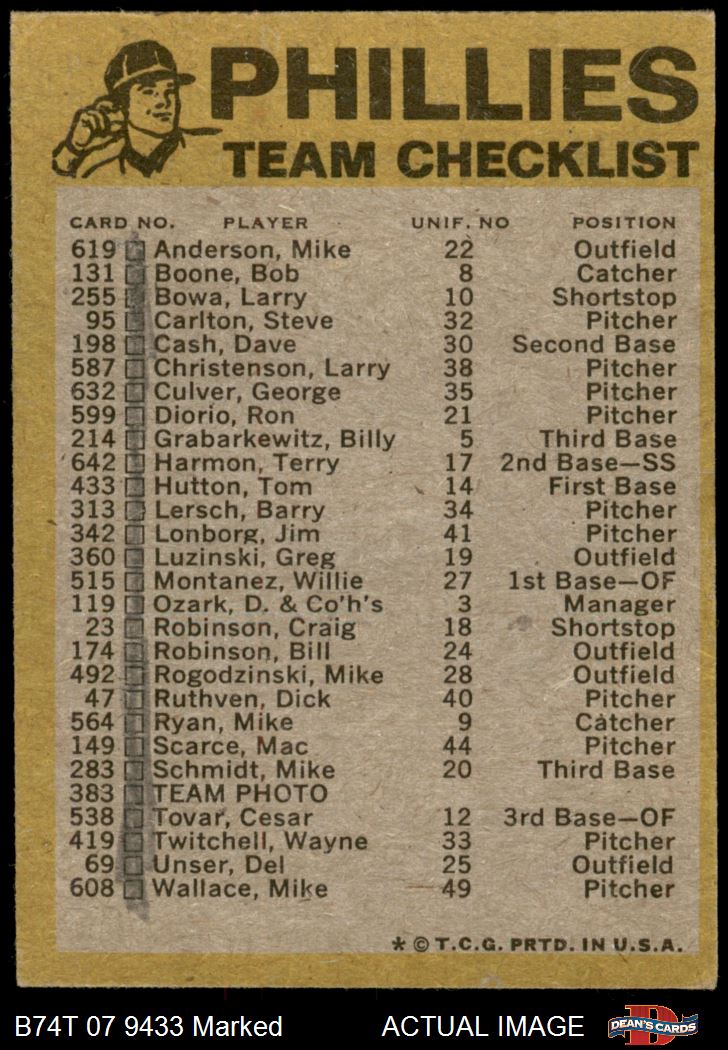 PHILLIES
TEAM CHECKLIST
CARD NO. PLAYER UNIF. NO POSITION
619 Anderson, Mike 22 Outfield
131 Boone, Bob 8 Catcher
255 Bowa, Larry 10 Shortstop
95 Carlton, Steve 32 Pitcher
198 Cash, Dave 30 Second Base
587 Christenson, Larry 38 Pitcher
632 Culver, George 35 Pitcher
599 Diorio, Ron 21 Pitcher
214 Grabarkewitz, Billy 5 Third Base
642 Harmon, Terry 17 2nd Base—SS
433 Hutton, Tom 14 First Base
313 Lersch, Barry 34 Pitcher
342 Lonborg, Jim 41 Pitcher
360 Luzinski, Greg 19 Outfield
515 Montanez, Willie 27 1st Base—OF
119 Ozark, D. & Co'h's 3 Manager
23 Robinson, Craig 18 Shortstop
174 Robinson, Bill 24 Outfield
492 Rogodzinski, Mike 28 Outfield
47 Ruthven, Dick 40 Pitcher
564 Ryan, Mike 9 Catcher
149 Scarce, Mac 44 Pitcher
283 Schmidt, Mike 20 Third Base
383 TEAM PHOTO
538 Tovar, Cesar 12 3rd Base—OF
419 Twitchell, Wayne 33 Pitcher
69 Unser, Del 25 Outfield
608 Wallace, Mike 49 Pitcher
* © T.C.G. PRTD. IN U.S.A.
B74T 07 9433 Marked ACTUAL IMAGE D DEAN'S CARDS